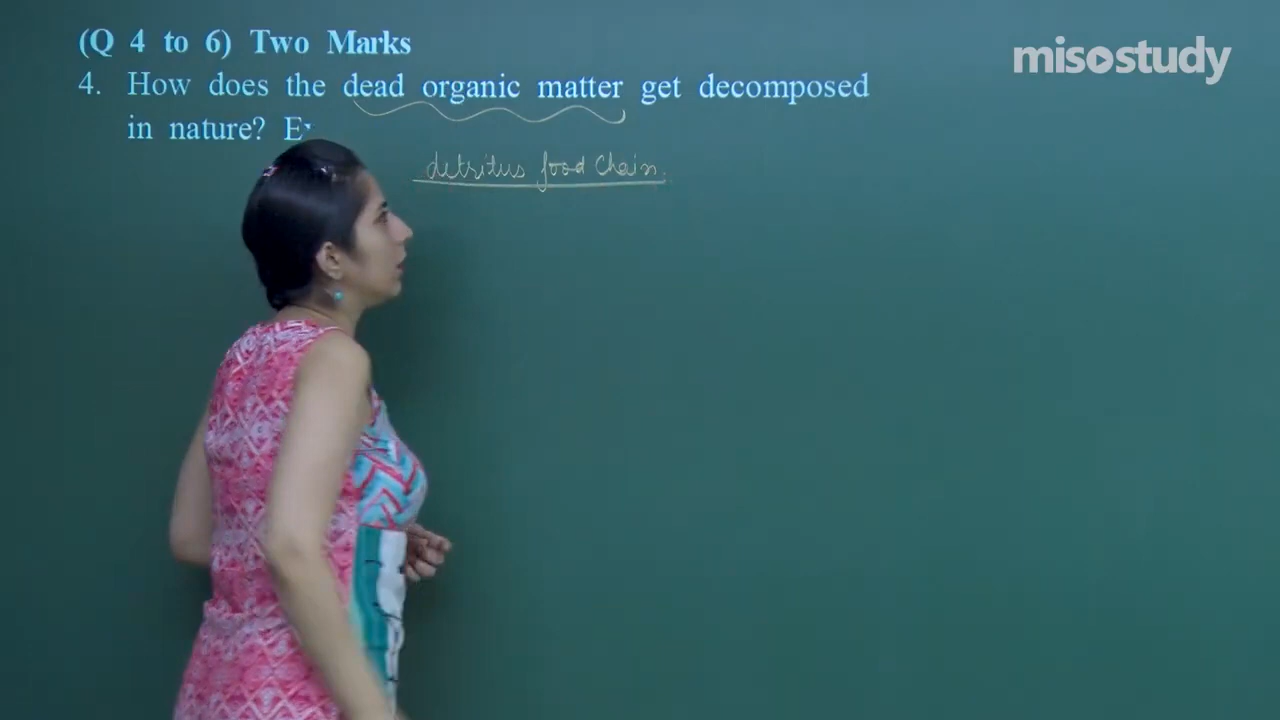 (Q 4 to 6) Two Marks
misostudy
4. How does the dead organic matter get decomposed
in nature?
detritus food chain.